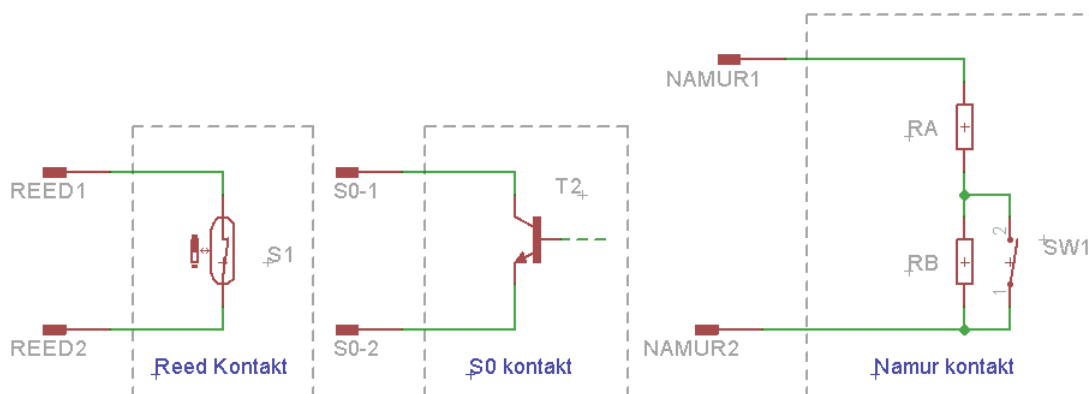 REED1
S1
REED2
Reed Kontakt
S0-1
T2
S0-2
S0 kontakt
NAMUR1
RA
RB
2
1
SW1
NAMUR2
Namur kontakt